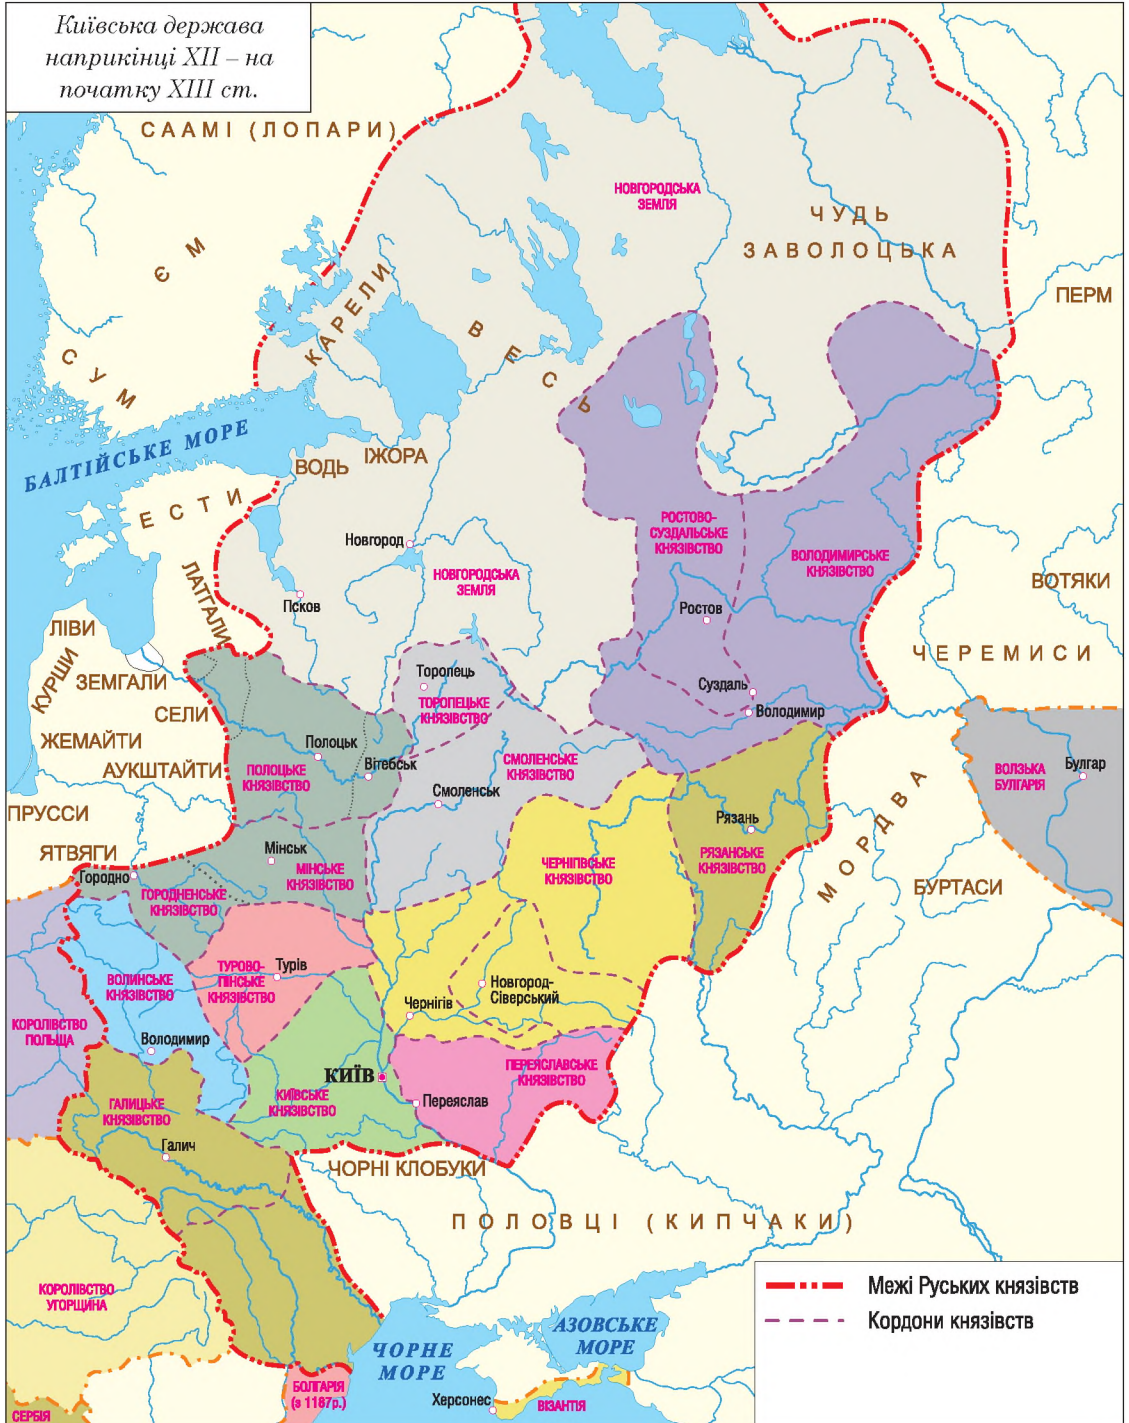 Київська держава
наприкінці XII – на
початку XIII ст.
СААМІ (ЛОПАРИ)
НОВГОРОДСЬКА
ЗЕМЛЯ
ЧУДЬ
ЗАВОЛОЦЬКА
ЄМ
КАРЕЛИ
ПЕРМ
ВЕСЬ
СУМ
БАЛТІЙСЬКЕ МОРЕ
ВОДЬ
ІЖОРА
ЕСТИ
РОСТОВО-
СУЗДАЛЬСЬКЕ
КНЯЗІВСТВО
ВОЛОДИМИРСЬКЕ
КНЯЗІВСТВО
Новгород
НОВГОРОДСЬКА
ЗЕМЛЯ
ЛАТГАЛИ
Псков
ВОТЯКИ
Ростов
ЛІВИ
КУРШИ
ЧЕРЕМИСИ
ЗЕМГАЛИ
Торопець
ТОРОПЕЦЬКЕ
КНЯЗІВСТВО
Суздаль
Володимир
СЕЛИ
ЖЕМАЙТИ
АУКШТАЙТИ
Полоцьк
Вітебськ
ПОЛОЦЬКЕ
КНЯЗІВСТВО
СМОЛЕНСЬКЕ
КНЯЗІВСТВО
Смоленськ
ВОЛЗЬКА
БУЛГАРІЯ
Булгар
ПРУССИ
Рязань
МОРДВА
ЯТВЯГИ
Мінськ
МІНСЬКЕ
КНЯЗІВСТВО
ЧЕРНІГІВСЬКЕ
КНЯЗІВСТВО
РЯЗАНСЬКЕ
КНЯЗІВСТВО
Городно
ГОРОДНЕНСЬКЕ
КНЯЗІВСТВО
БУРТАСИ
ВОЛИНСЬКЕ
КНЯЗІВСТВО
ТУРОВО-
ПІНСЬКЕ
КНЯЗІВСТВО
Турів
Новгород-
Сіверський
Чернігів
КОРОЛІВСТВО
ПОЛЬЩА
Володимир
КИЇВ
ПЕРЕЯСЛАВСЬКЕ
КНЯЗІВСТВО
ГАЛИЦЬКЕ
КНЯЗІВСТВО
КИЇВСЬКЕ
КНЯЗІВСТВО
Переяслав
Галич
ЧОРНІ КЛОБУКИ
ПОЛОВЦІ (КИПЧАКИ)
КОРОЛІВСТВО
УГОРЩИНА
Межі Руських князівств
Кордони князівств
АЗОВСЬКЕ
МОРЕ
ЧОРНЕ
МОРЕ
БОЛГАРІЯ
(з 1187р.)
Херсонес
ВІЗАНТІЯ
СЕРБІЯ